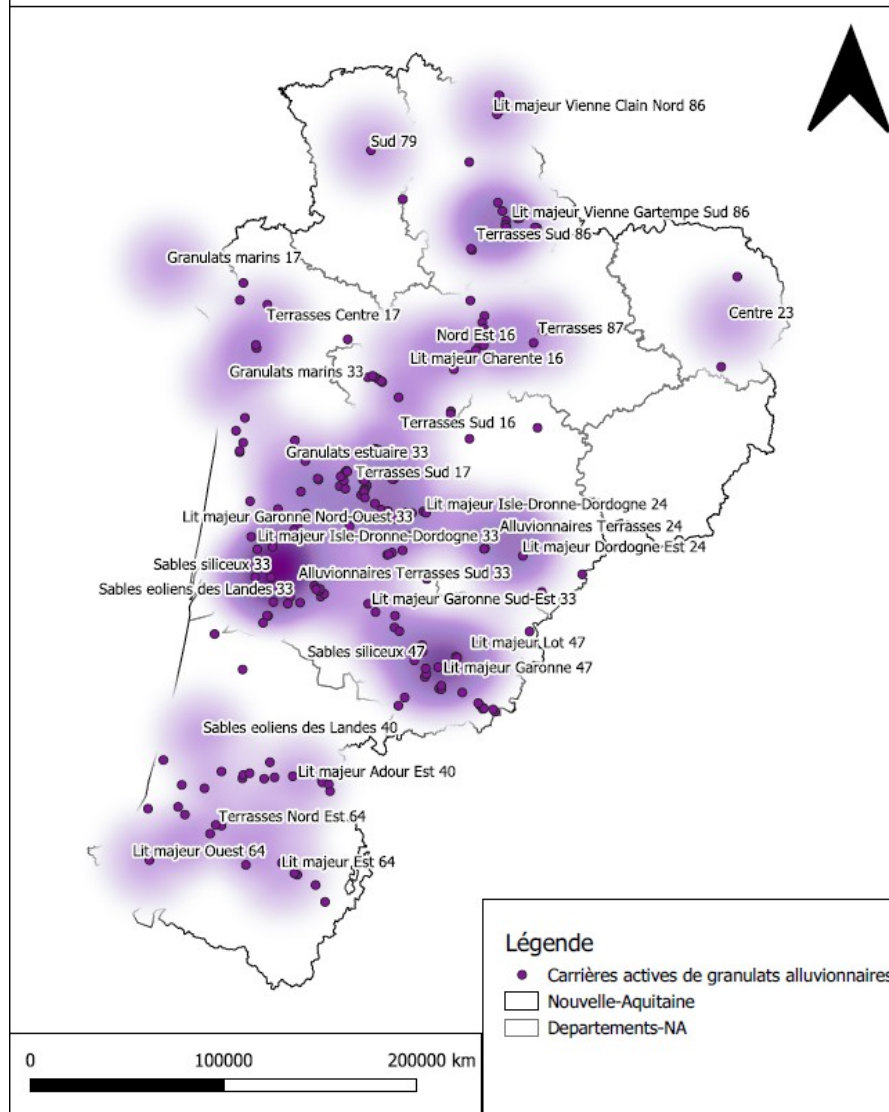 Lit majeur Vienne Clain Nord 86
Sud 79
Lit majeur Vienne Gartempe Sud 86
Terrasses Sud 86
Granulats marins 17
Terrasses Centre 17
Centre 23
Nord Est 16
Terrasses 87
Lit majeur Charente 16
Granulats marins 33
Terrasses Sud 16
Granulats estuaire 33
Terrasses Sud 17
Lit majeur Isle-Dronne-Dordogne 24
Lit majeur Garonne Nord-Ouest 33
Alluvionnaires Terrasses 24
Lit majeur Isle-Dronne-Dordogne 33
Lit majeur Dordogne Est 24
Sables siliceux 33
Alluvionnaires Terrasses Sud 33
Sables eoliens des Landes 33
Lit majeur Garonne Sud-Est 33
Lit majeur Lot 47
Sables siliceux 47
Lit majeur Garonne 47
Sables eoliens des Landes 40
Lit majeur Adour Est 40
Terrasses Nord Est 64
Lit majeur Ouest 64
Lit majeur Est 64
Légende
Carrières actives de granulats alluvionnaires
Nouvelle-Aquitaine
Departements-NA
0 100000 200000 km